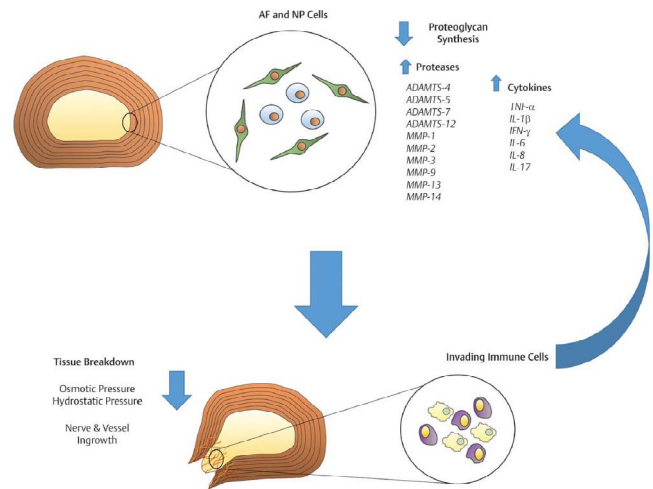 AF and NP Cells
Proteoglycan
Synthesis
Proteases
ADAMTS-4
ADAMTS-5
ADAMTS-7
ADAMTS-12
MMP-1
MMP-2
MMP-3
MMP-9
MMP-13
MMP-14
Cytokines
TNF-α
IL-1β
IFN-γ
IL-6
IL-8
IL-17
Tissue Breakdown
Osmotic Pressure
Hydrostatic Pressure
Nerve & Vessel
Ingrowth
Invading Immune Cells